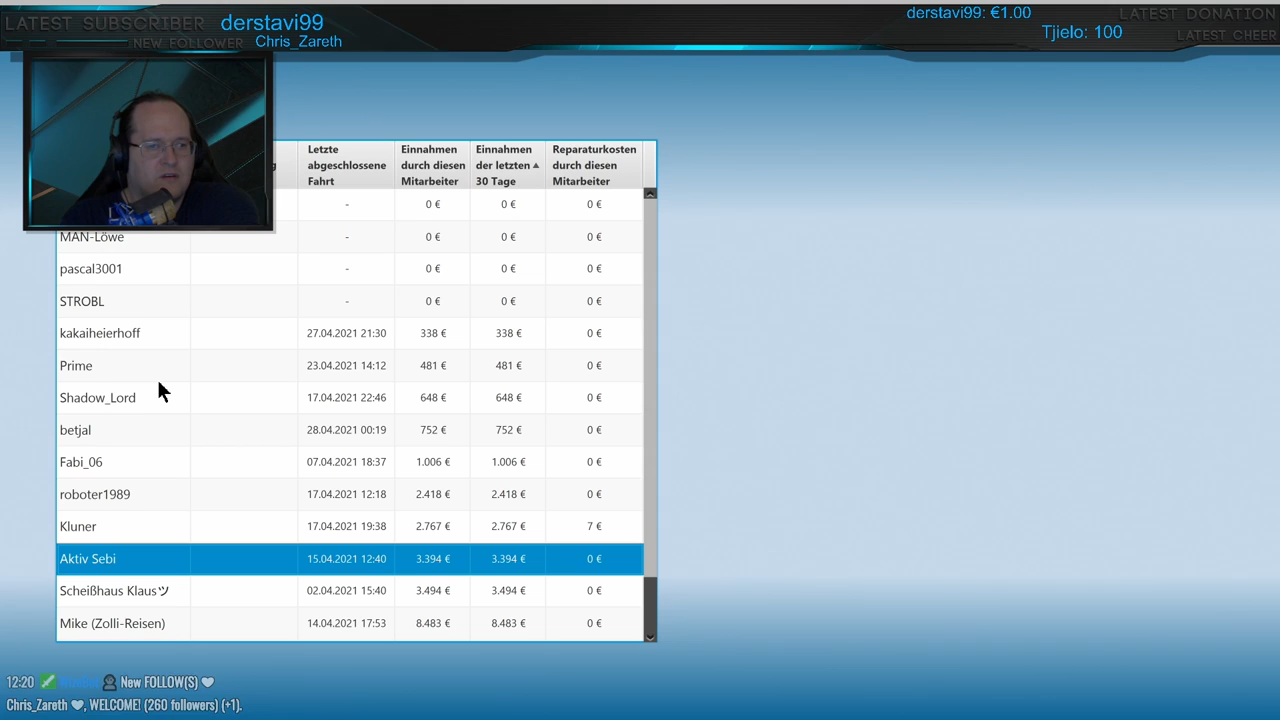 LATEST SUBSCRIBER derstavi99
NEW FOLLOWER Chris_Zareth
derstavi99: €1.00 LATEST DONATION
Tjielo: 100 LATEST CHEER
Letzte abgeschlossene Fahrt
Einnahmen durch diesen Mitarbeiter
Einnahmen der letzten 30 Tage
Reparaturkosten durch diesen Mitarbeiter
- 0 € 0 € 0 €
MAN-Löwe - 0 € 0 € 0 €
pascal3001 - 0 € 0 € 0 €
STROBL - 0 € 0 € 0 €
kakaiheierhoff 27.04.2021 21:30 338 € 338 € 0 €
Prime 23.04.2021 14:12 481 € 481 € 0 €
Shadow_Lord 17.04.2021 22:46 648 € 648 € 0 €
betjal 28.04.2021 00:19 752 € 752 € 0 €
Fabi_06 07.04.2021 18:37 1.006 € 1.006 € 0 €
roboter1989 17.04.2021 12:18 2.418 € 2.418 € 0 €
Kluner 17.04.2021 19:38 2.767 € 2.767 € 7 €
Aktiv Sebi 15.04.2021 12:40 3.394 € 3.394 € 0 €
Scheißhaus Klausツ 02.04.2021 15:40 3.494 € 3.494 € 0 €
Mike (Zolli-Reisen) 14.04.2021 17:53 8.483 € 8.483 € 0 €
12:20 New FOLLOW(S)
Chris_Zareth, WELCOME! (260 followers) (+1).